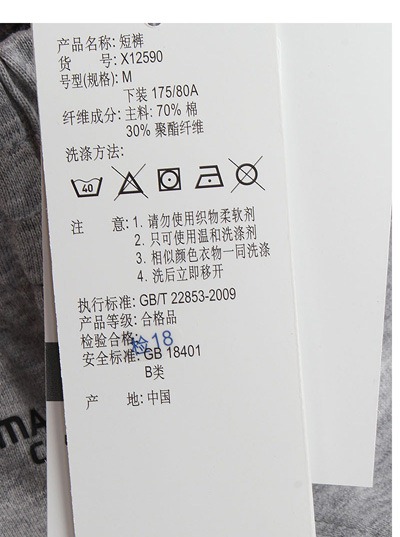 产品名称: 短裤
货 号: X12590
号型(规格): M
下装 175/80A
纤维成分: 主料: 70% 棉
30% 聚酯纤维
洗涤方法:
40
注 意: 1. 请勿使用织物柔软剂
2. 只可使用温和洗涤剂
3. 相似颜色衣物一同洗涤
4. 洗后立即移开
执行标准: GB/T 22853-2009
产品等级: 合格品
检验合格: 检18
安全标准: GB 18401
B类
产 地: 中国
MA
C